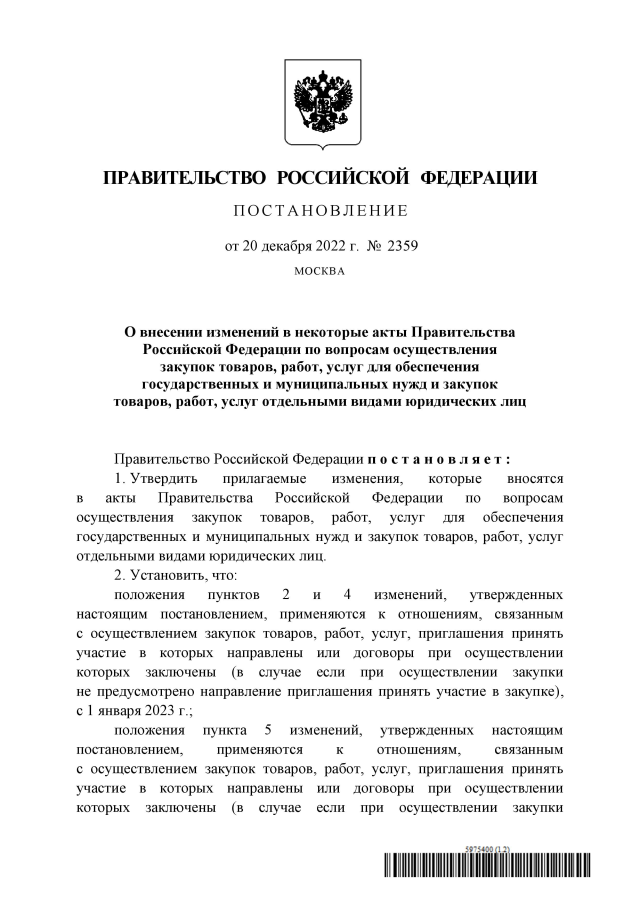 ПРАВИТЕЛЬСТВО РОССИЙСКОЙ ФЕДЕРАЦИИ
ПОСТАНОВЛЕНИЕ
от 20 декабря 2022 г. № 2359
МОСКВА
О внесении изменений в некоторые акты Правительства
Российской Федерации по вопросам осуществления
закупок товаров, работ, услуг для обеспечения
государственных и муниципальных нужд и закупок
товаров, работ, услуг отдельными видами юридических лиц
Правительство Российской Федерации постановляет:
1. Утвердить прилагаемые изменения, которые вносятся
в акты Правительства Российской Федерации по вопросам
осуществления закупок товаров, работ, услуг для обеспечения
государственных и муниципальных нужд и закупок товаров, работ, услуг
отдельными видами юридических лиц.
2. Установить, что:
положения пунктов 2 и 4 изменений, утвержденных
настоящим постановлением, применяются к отношениям, связанным
с осуществлением закупок товаров, работ, услуг, приглашения принять
участие в которых направлены или договоры при осуществлении
которых заключены (в случае если при осуществлении закупки
не предусмотрено направление приглашения принять участие в закупке),
с 1 января 2023 г.;
положения пункта 5 изменений, утвержденных настоящим
постановлением, применяются к отношениям, связанным
с осуществлением закупок товаров, работ, услуг, приглашения принять
участие в которых направлены или договоры при осуществлении
которых заключены (в случае если при осуществлении закупки
5975400 (1.2)